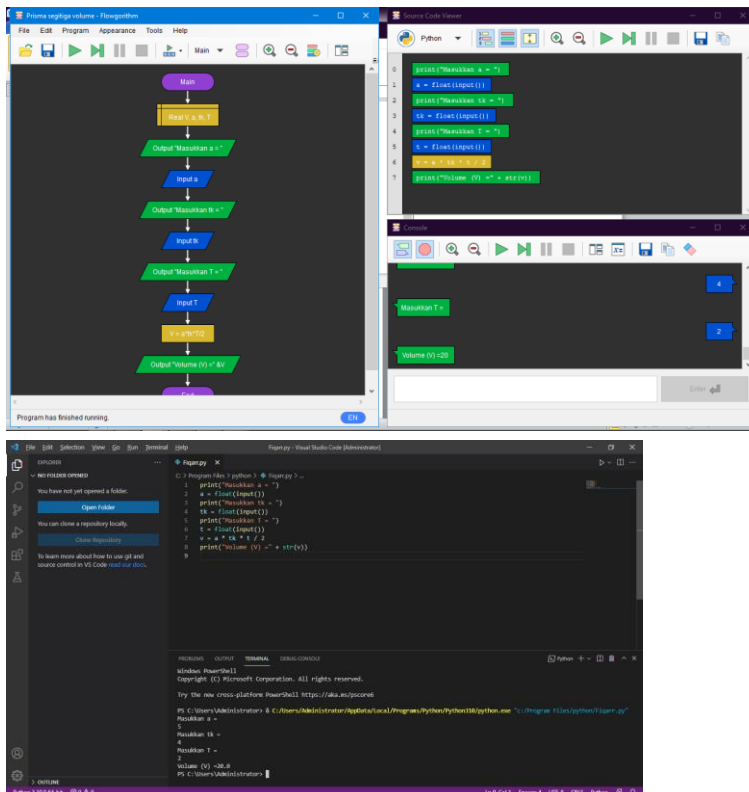 Prisma segitiga volume - Flowgorithm
File Edit Program Appearance Tools Help
Main
Main
Real V, a, tk, T
Output "Masukkan a = "
Input a
Output "Masukkan tk = "
Input tk
Output "Masukkan T = "
Input T
V = a*tk*T/2
Output "Volume (V) =" &V
End
Program has finished running.
EN
Source Code Viewer
Python
0 print("Masukkan a = ")
1 a = float(input())
2 print("Masukkan tk = ")
3 tk = float(input())
4 print("Masukkan T = ")
5 t = float(input())
6 v = a * tk * t / 2
7 print("Volume (V) =" + str(v))
Console
4
Masukkan T =
2
Volume (V) =20
Enter
File Edit Selection View Go Run Terminal Help
Fiqarr.py - Visual Studio Code [Administrator]
EXPLORER
NO FOLDER OPENED
You have not yet opened a folder.
Open Folder
You can clone a repository locally.
Clone Repository
To learn more about how to use git and
source control in VS Code read our docs.
OUTLINE
Fiqarr.py
C: > Program Files > python > Fiqarr.py > ...
1 print("Masukkan a = ")
2 a = float(input())
3 print("Masukkan tk = ")
4 tk = float(input())
5 print("Masukkan T = ")
6 t = float(input())
7 v = a * tk * t / 2
8 print("Volume (V) =" + str(v))
9
PROBLEMS OUTPUT TERMINAL DEBUG CONSOLE
Python
Windows PowerShell
Copyright (C) Microsoft Corporation. All rights reserved.
Try the new cross-platform PowerShell https://aka.ms/pscore6
PS C:\Users\Administrator> & C:/Users/Administrator/AppData/Local/Programs/Python/Python310/python.exe "c:/Program Files/python/Fiqarr.py"
Masukkan a =
5
Masukkan tk =
4
Masukkan T =
2
Volume (V) =20.0
PS C:\Users\Administrator>